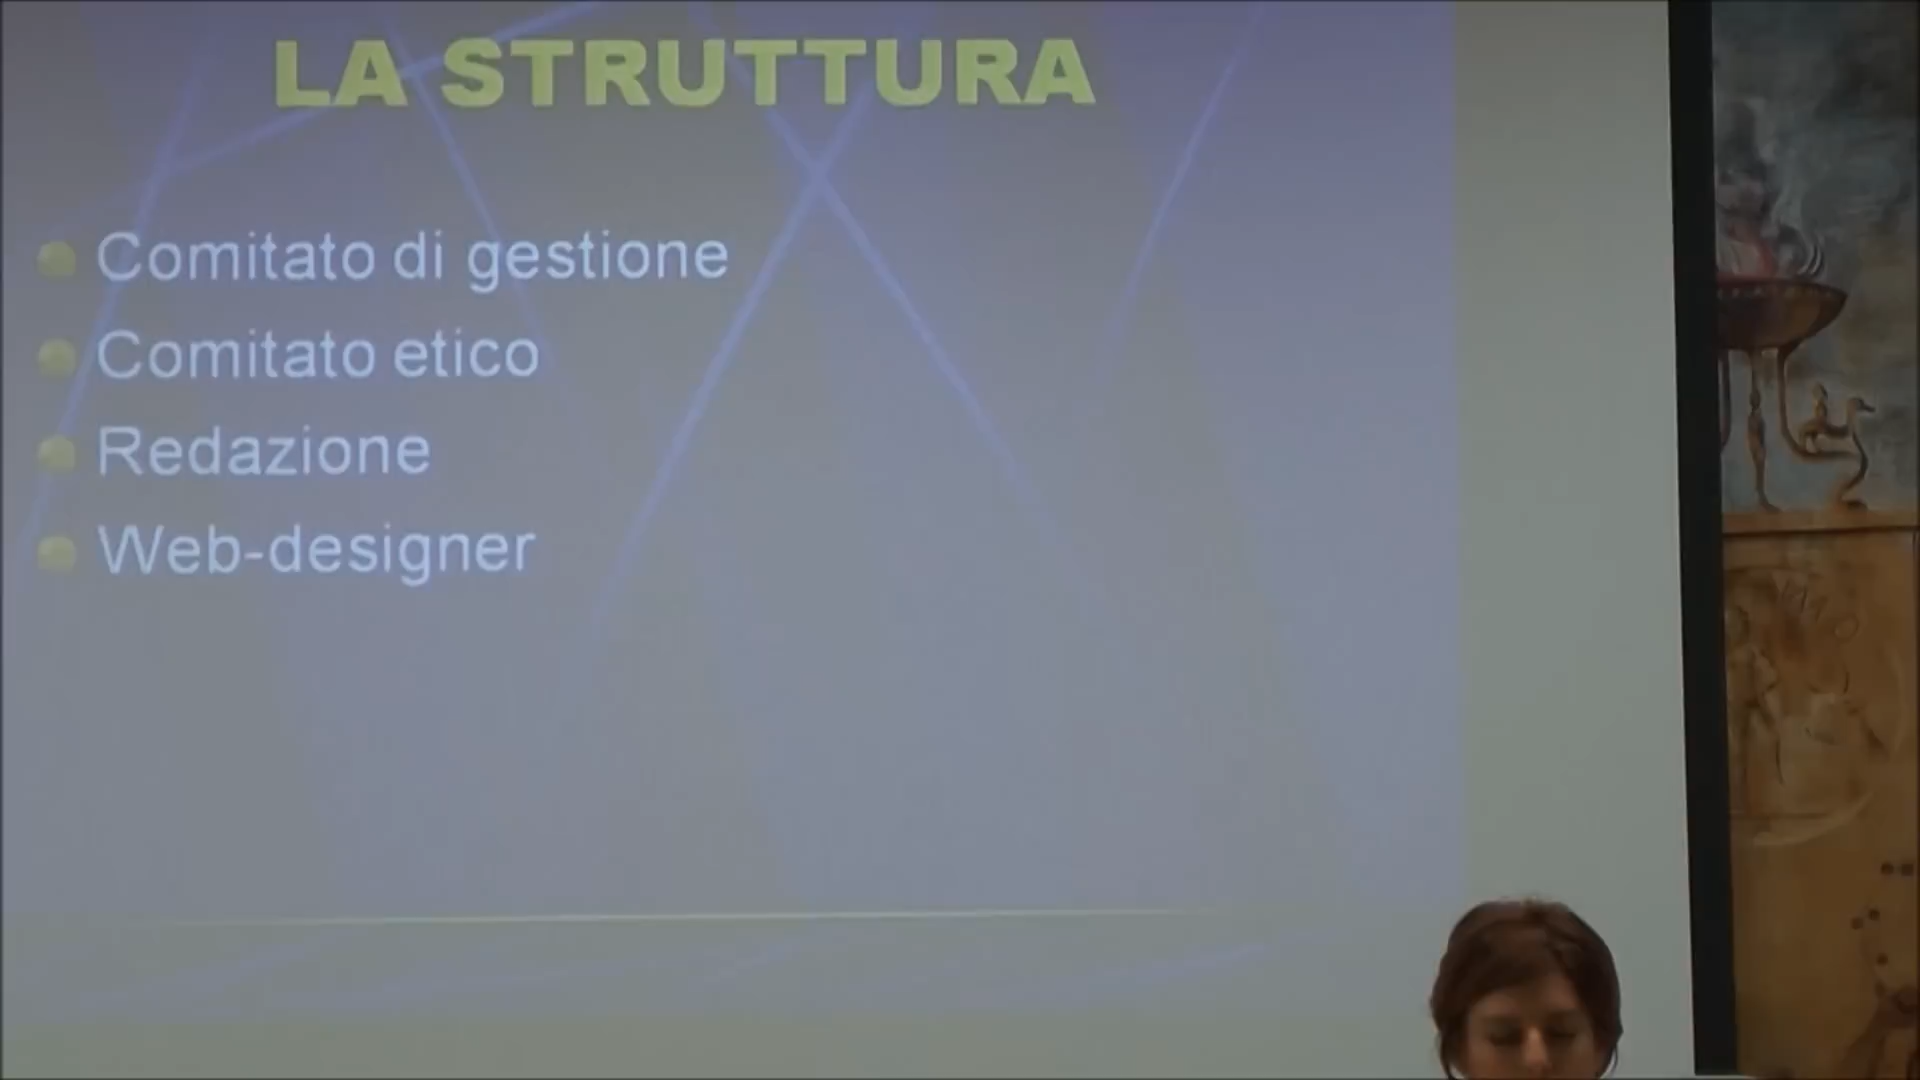 LA STRUTTURA
Comitato di gestione
Comitato etico
Redazione
Web-designer